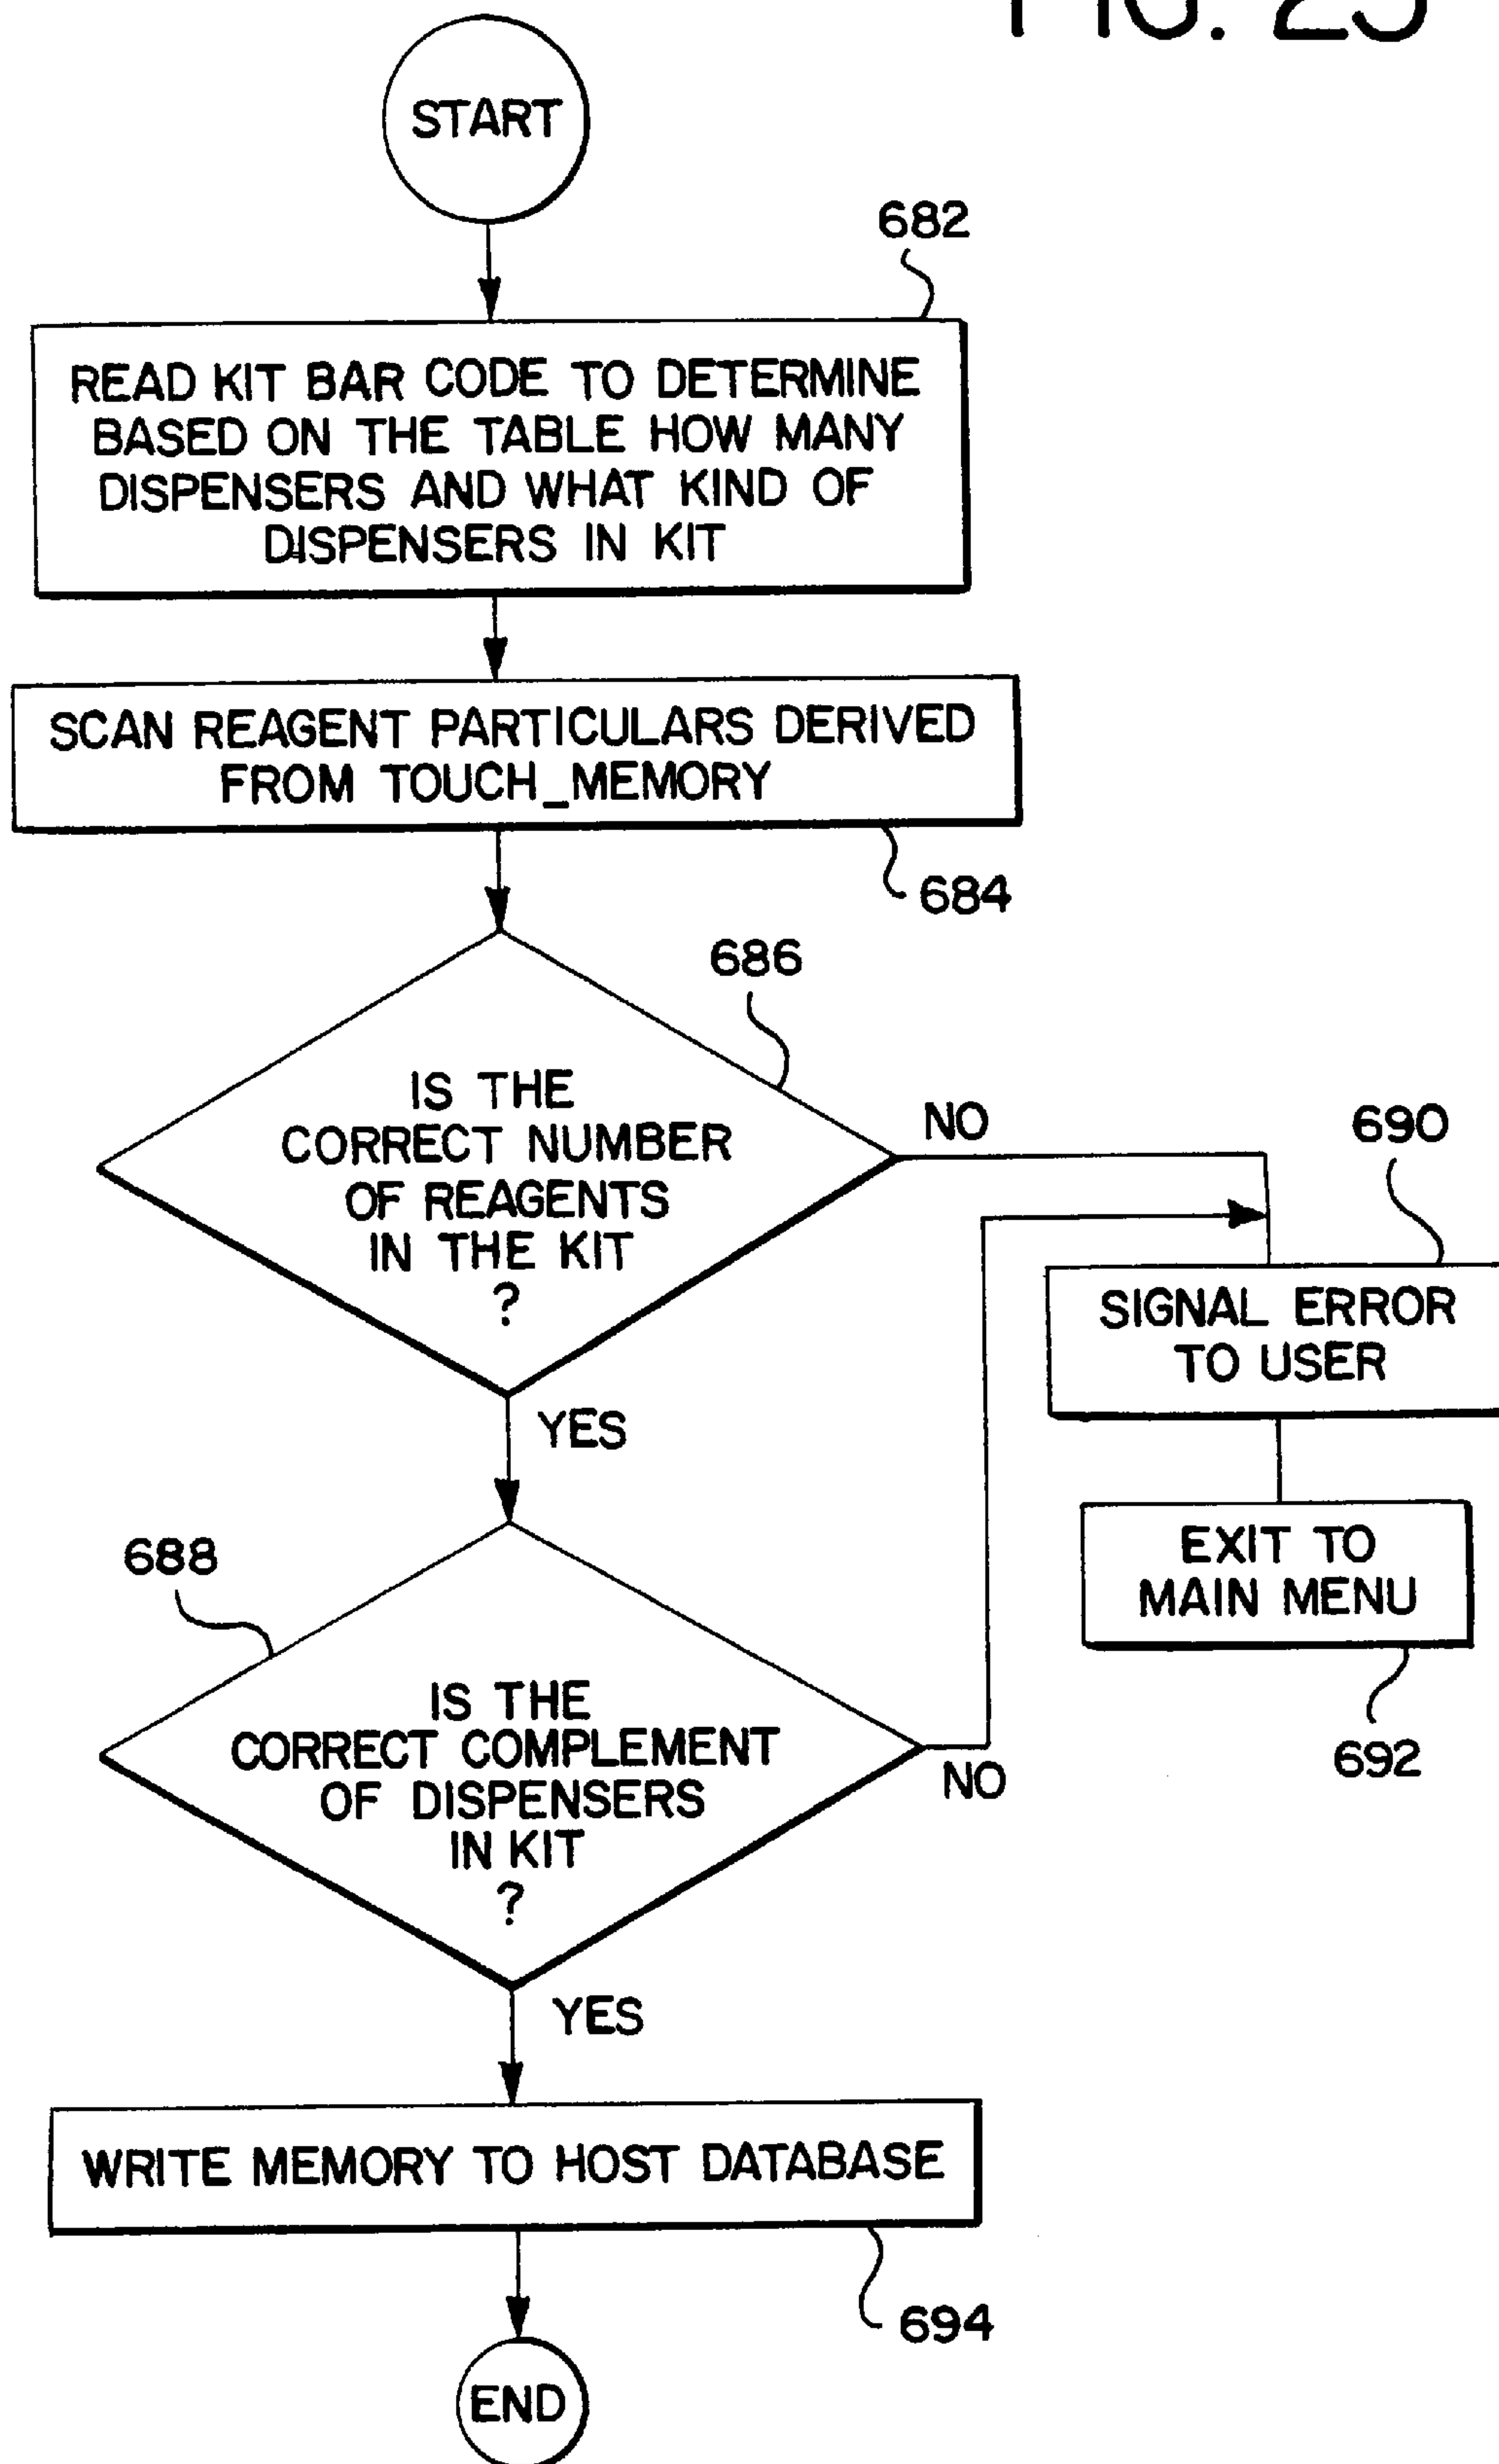 FIG. 25
START
682
READ KIT BAR CODE TO DETERMINE
BASED ON THE TABLE HOW MANY
DISPENSERS AND WHAT KIND OF
DISPENSERS IN KIT
SCAN REAGENT PARTICULARS DERIVED
FROM TOUCH_MEMORY
684
686
IS THE
CORRECT NUMBER
OF REAGENTS
IN THE KIT
?
NO
690
SIGNAL ERROR
TO USER
YES
EXIT TO
MAIN MENU
692
688
IS THE
CORRECT COMPLEMENT
OF DISPENSERS
IN KIT
?
NO
YES
WRITE MEMORY TO HOST DATABASE
694
END